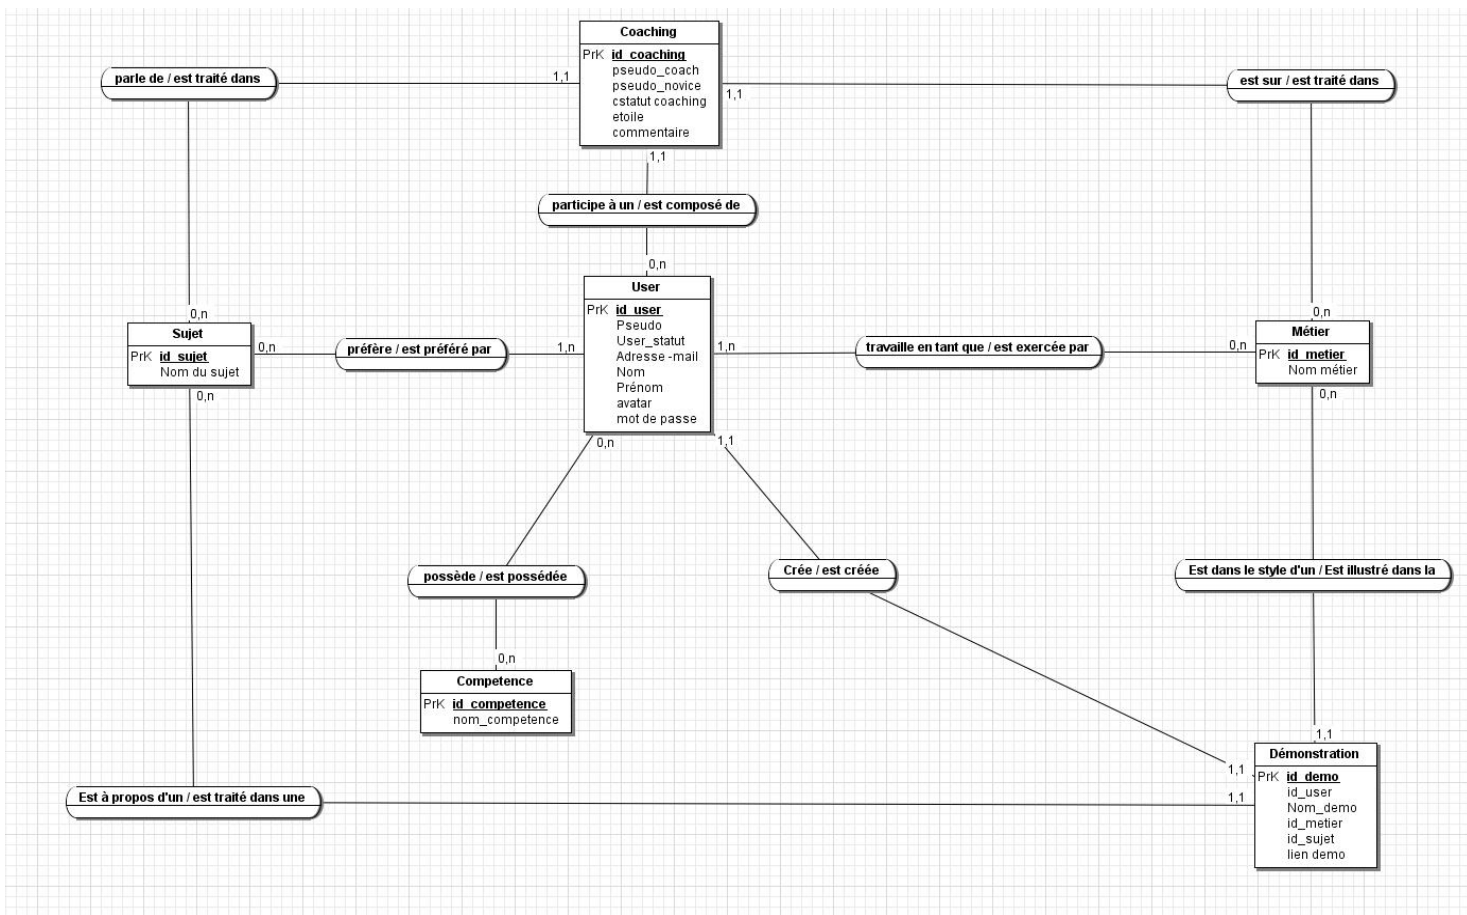 Coaching
PrK id_coaching
pseudo_coach
pseudo_novice
cstatut coaching
etoile
commentaire
parle de / est traité dans
1,1
1,1
est sur / est traité dans
1,1
participe à un / est composé de
0,n
User
PrK id_user
Pseudo
User_statut
Adresse -mail
Nom
Prénom
avatar
mot de passe
0,n
Sujet
PrK id_sujet
Nom du sujet
0,n
préfère / est préféré par
1,n
1,n
travaille en tant que / est exercée par
0,n
0,n
Métier
PrK id_metier
Nom métier
0,n
0,n
0,n
1,1
possède / est possédée
Crée / est créée
Est dans le style d'un / Est illustré dans la
0,n
Competence
PrK id_competence
nom_competence
1,1
1,1
1,1
Démonstration
PrK id_demo
id_user
Nom_demo
id_metier
id_sujet
lien demo
Est à propos d'un / est traité dans une